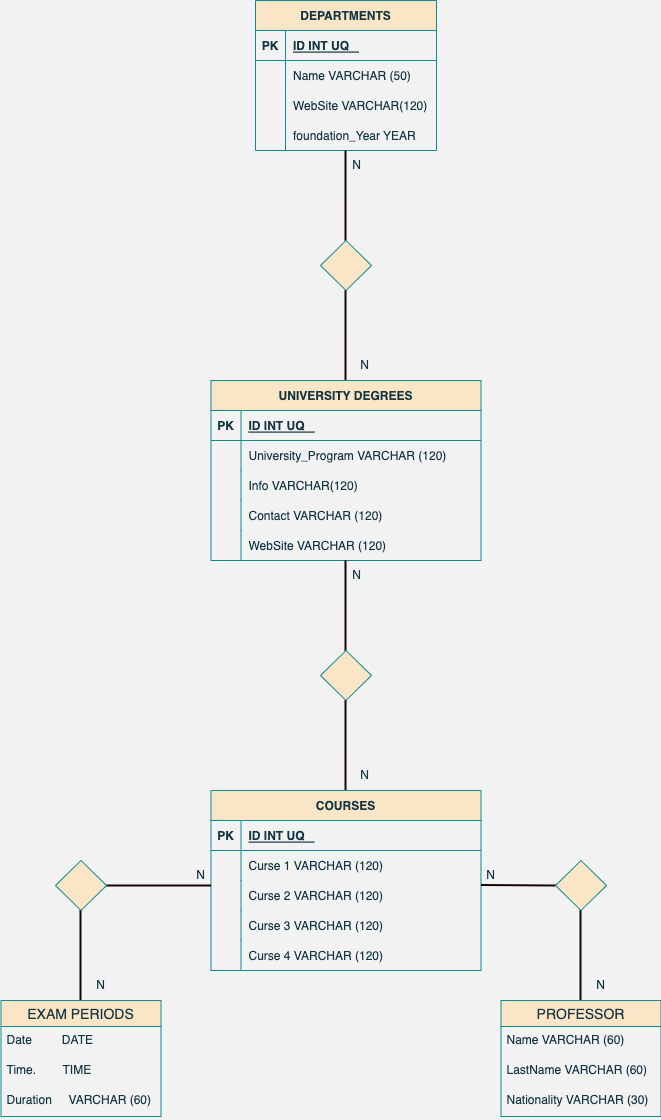 DEPARTMENTS
PK ID INT UQ
Name VARCHAR (50)
WebSite VARCHAR(120)
foundation_Year YEAR
N
N
UNIVERSITY DEGREES
PK ID INT UQ
University_Program VARCHAR (120)
Info VARCHAR(120)
Contact VARCHAR (120)
WebSite VARCHAR (120)
N
N
COURSES
PK ID INT UQ
Curse 1 VARCHAR (120)
Curse 2 VARCHAR (120)
Curse 3 VARCHAR (120)
Curse 4 VARCHAR (120)
N
N
N
EXAM PERIODS
Date DATE
Time. TIME
Duration VARCHAR (60)
N
PROFESSOR
Name VARCHAR (60)
LastName VARCHAR (60)
Nationality VARCHAR (30)